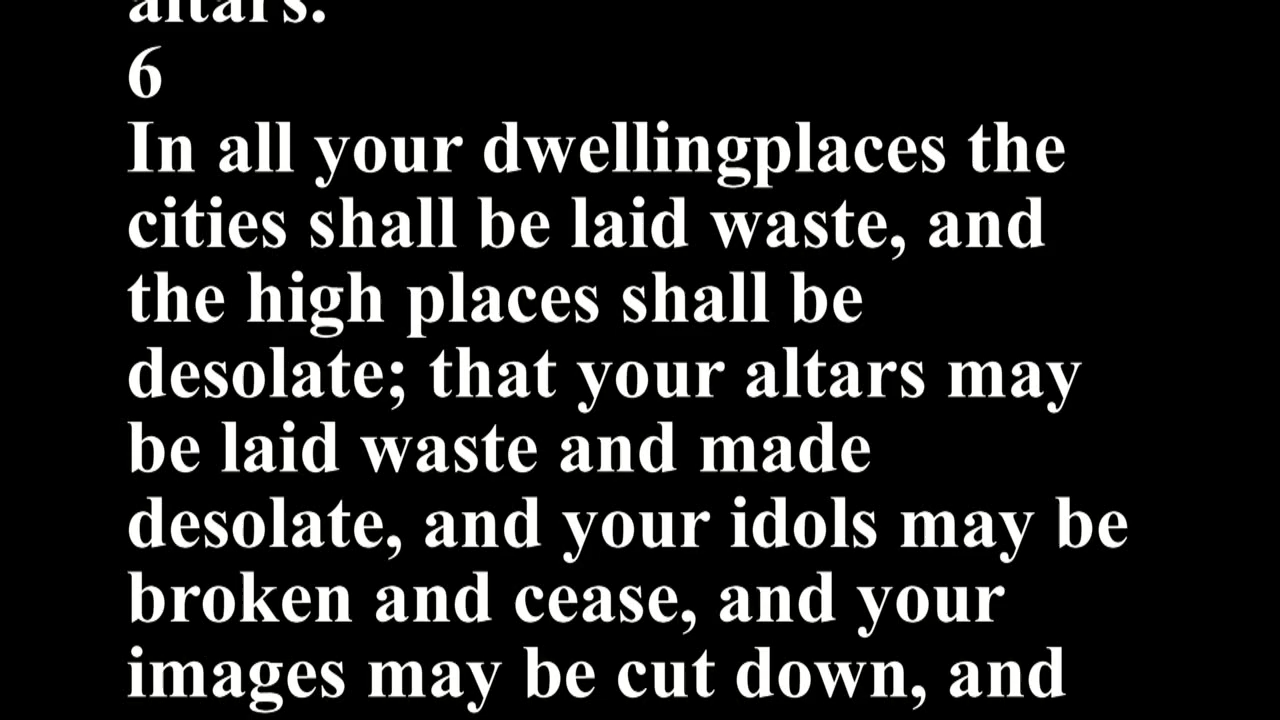 altars.
6
In all your dwellingplaces the
cities shall be laid waste, and
the high places shall be
desolate; that your altars may
be laid waste and made
desolate, and your idols may be
broken and cease, and your
images may be cut down, and